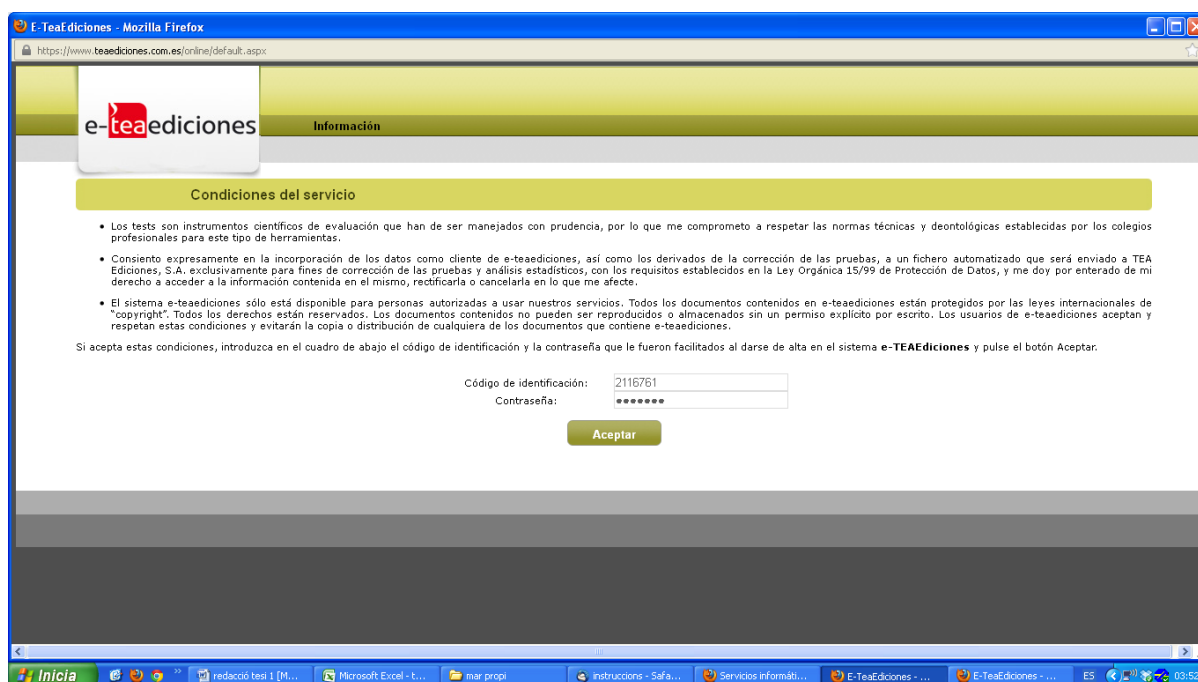 E-TeaEdiciones - Mozilla Firefox
https://www.teaediciones.com.es/online/default.aspx
e-teaediciones
Información
Condiciones del servicio
• Los tests son instrumentos científicos de evaluación que han de ser manejados con prudencia, por lo que me comprometo a respetar las normas técnicas y deontológicas establecidas por los colegios
profesionales para este tipo de herramientas.
• Consiento expresamente en la incorporación de los datos como cliente de e-teaediciones, así como los derivados de la corrección de las pruebas, a un fichero automatizado que será enviado a TEA
Ediciones, S.A. exclusivamente para fines de corrección de las pruebas y análisis estadísticos, con los requisitos establecidos en la Ley Orgánica 15/99 de Protección de Datos, y me doy por enterado de mi
derecho a acceder a la información contenida en el mismo, rectificarla o cancelarla en lo que me afecte.
• El sistema e-teaediciones sólo está disponible para personas autorizadas a usar nuestros servicios. Todos los documentos contenidos en e-teaediciones están protegidos por las leyes internacionales de
"copyright". Todos los derechos están reservados. Los documentos contenidos no pueden ser reproducidos o almacenados sin un permiso explícito por escrito. Los usuarios de e-teaediciones aceptan y
respetan estas condiciones y evitarán la copia o distribución de cualquiera de los documentos que contiene e-teaediciones.
Si acepta estas condiciones, introduzca en el cuadro de abajo el código de identificación y la contraseña que le fueron facilitados al darse de alta en el sistema e-TEAEdiciones y pulse el botón Aceptar.
Código de identificación: 2116761
Contraseña: •••••••
Aceptar
Inicia » redacció tesi 1 [M... Microsoft Excel - t... mar propi instruccions - Safa... Servicios informáti... E-TeaEdiciones - ... E-TeaEdiciones - ... ES 03:52